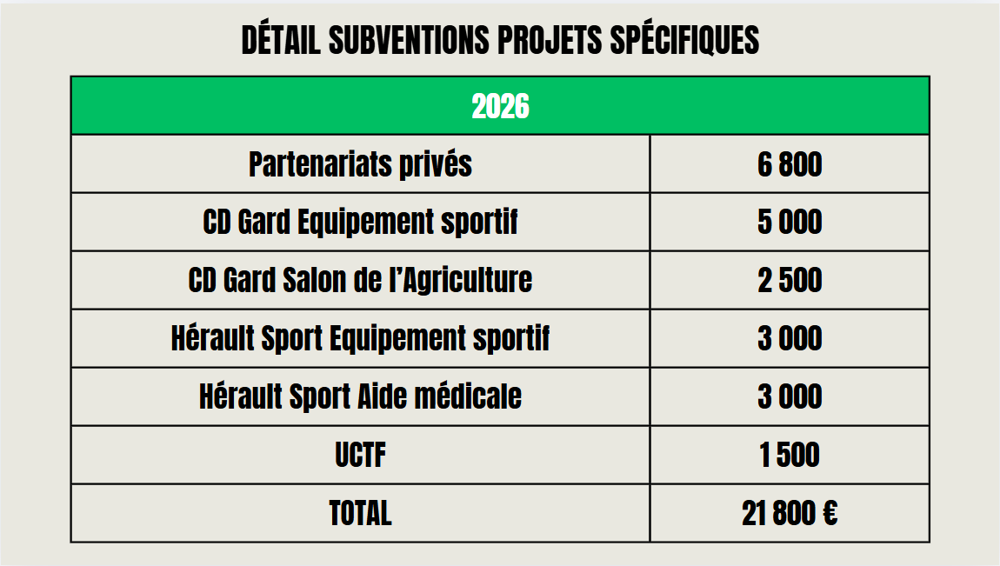 DÉTAIL SUBVENTIONS PROJETS SPÉCIFIQUES
2026
Partenariats privés 6 800
CD Gard Equipement sportif 5 000
CD Gard Salon de l’Agriculture 2 500
Hérault Sport Equipement sportif 3 000
Hérault Sport Aide médicale 3 000
UCTF 1 500
TOTAL 21 800 €